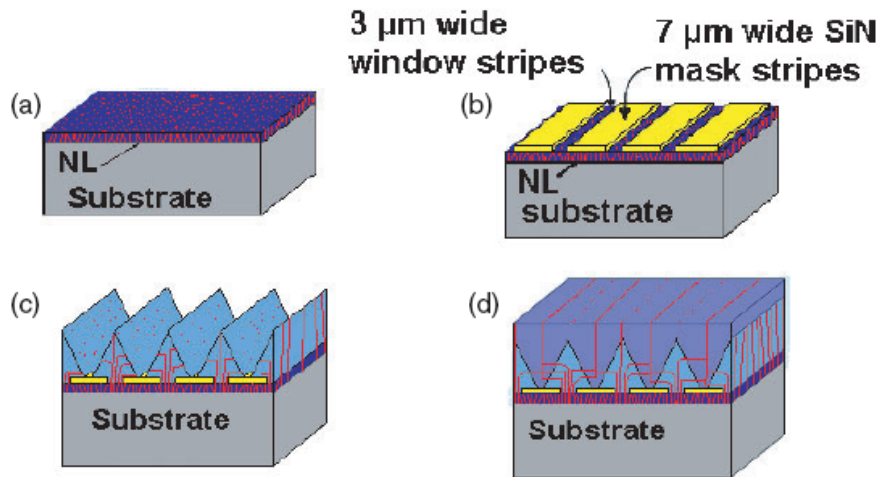 3 µm wide
window stripes
7 µm wide SiN
mask stripes
(a)
NL
Substrate
(b)
NL
substrate
(c)
Substrate
(d)
Substrate